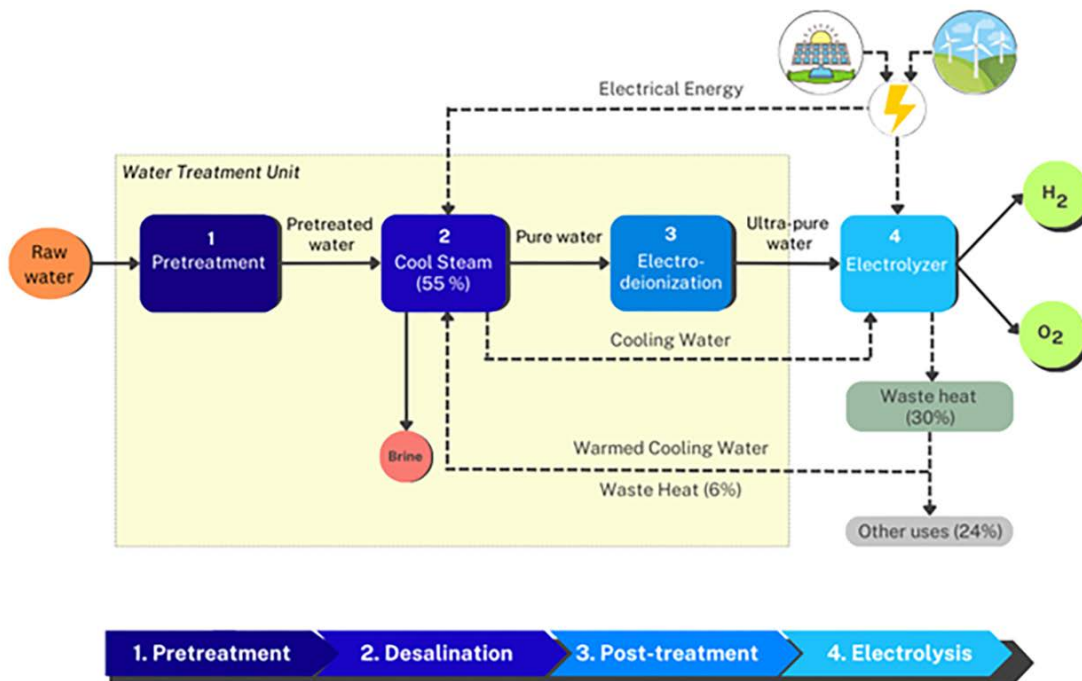 Electrical Energy
Water Treatment Unit
Raw
water
1
Pretreatment
Pretreated
water
2
Cool Steam
(55 %)
Pure water
3
Electro-
deionization
Ultra-pure
water
4
Electrolyzer
H2
O2
Cooling Water
Waste heat
(30%)
Brine
Warmed Cooling Water
Waste Heat (6%)
Other uses (24%)
1. Pretreatment
2. Desalination
3. Post-treatment
4. Electrolysis